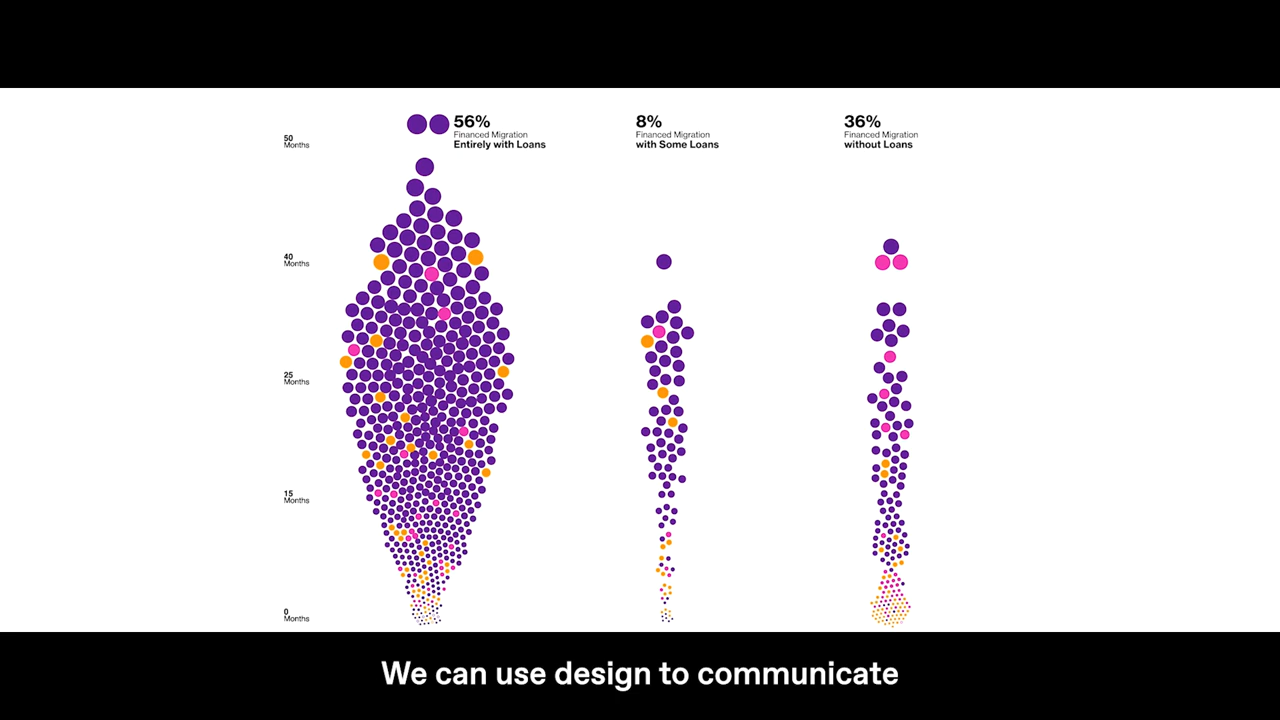 50
Months
56%
Financed Migration
Entirely with Loans
8%
Financed Migration
with Some Loans
36%
Financed Migration
without Loans
40
Months
25
Months
15
Months
0
Months
We can use design to communicate